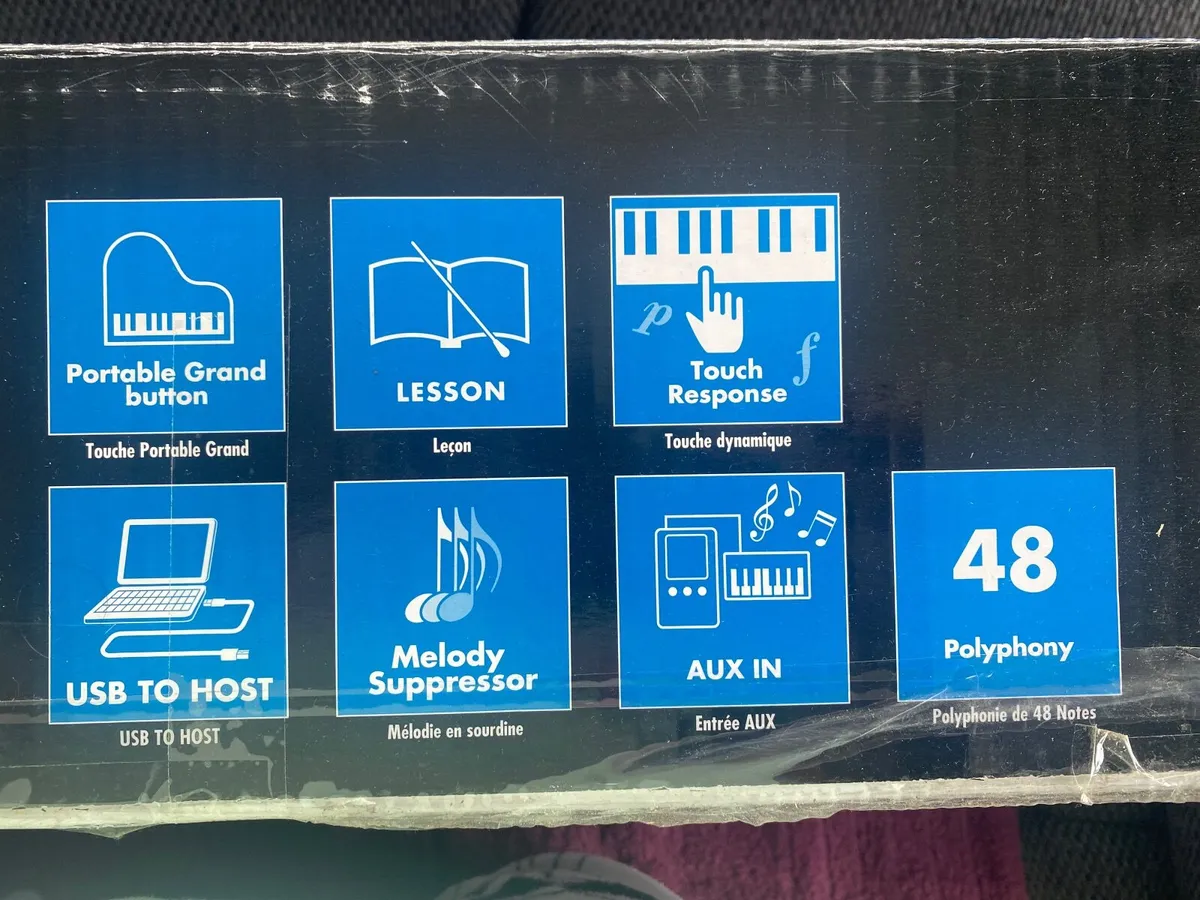 Portable Grand
button
Touche Portable Grand
LESSON
Leçon
p
f
Touch
Response
Touche dynamique
USB TO HOST
USB TO HOST
Melody
Suppressor
Mélodie en sourdine
AUX IN
Entrée AUX
48
Polyphony
Polyphonie de 48 Notes